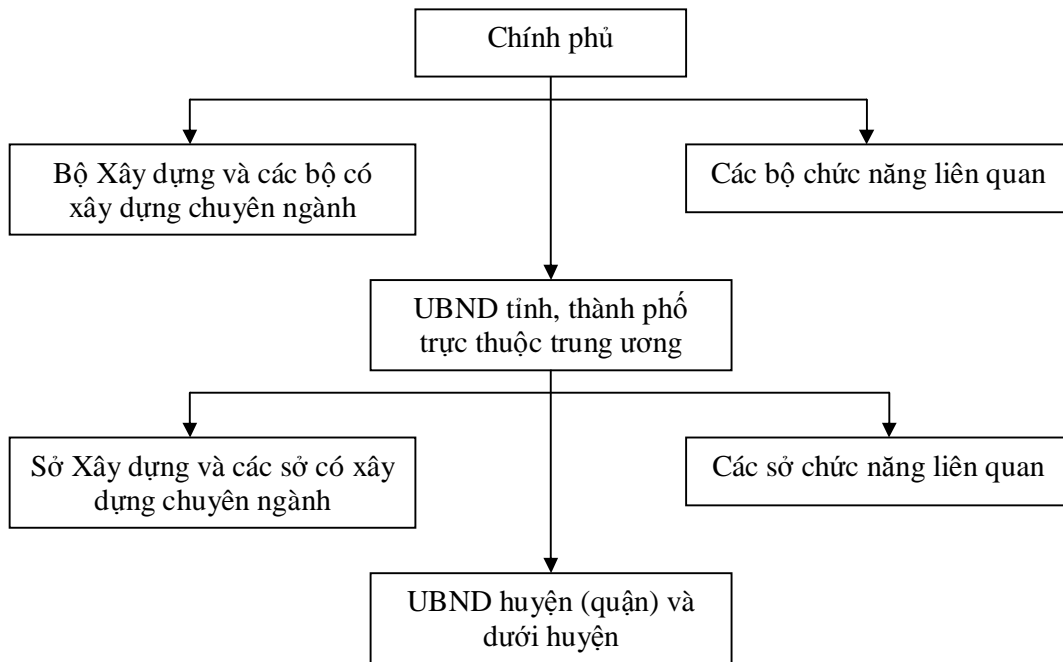 Chính phủ
Bộ Xây dựng và các bộ có
xây dựng chuyên ngành
Các bộ chức năng liên quan
UBND tỉnh, thành phố
trực thuộc trung ương
Sở Xây dựng và các sở có xây
dựng chuyên ngành
Các sở chức năng liên quan
UBND huyện (quận) và
dưới huyện